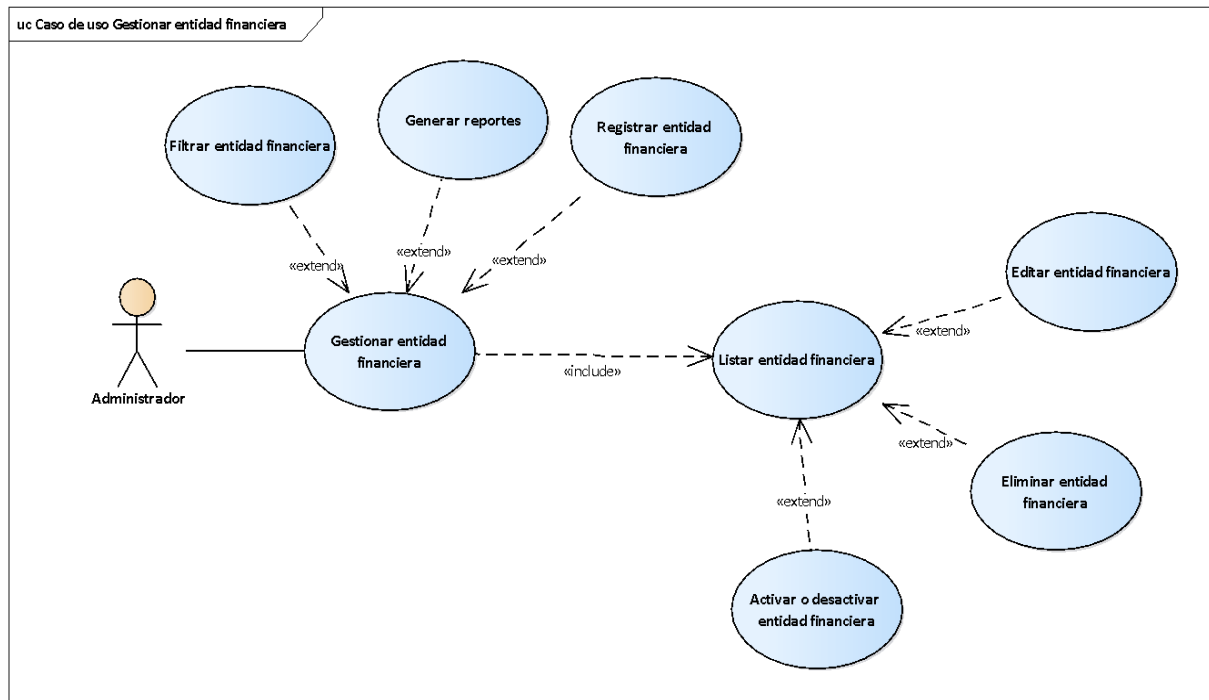 uc Caso de uso Gestionar entidad financiera
Filtrar entidad financiera
Generar reportes
Registrar entidad
financiera
«extend»
«extend»
«extend»
Administrador
Gestionar entidad
financiera
«include»
Listar entidad financiera
Editar entidad financiera
«extend»
«extend»
Eliminar entidad
financiera
«extend»
Activar o desactivar
entidad financiera